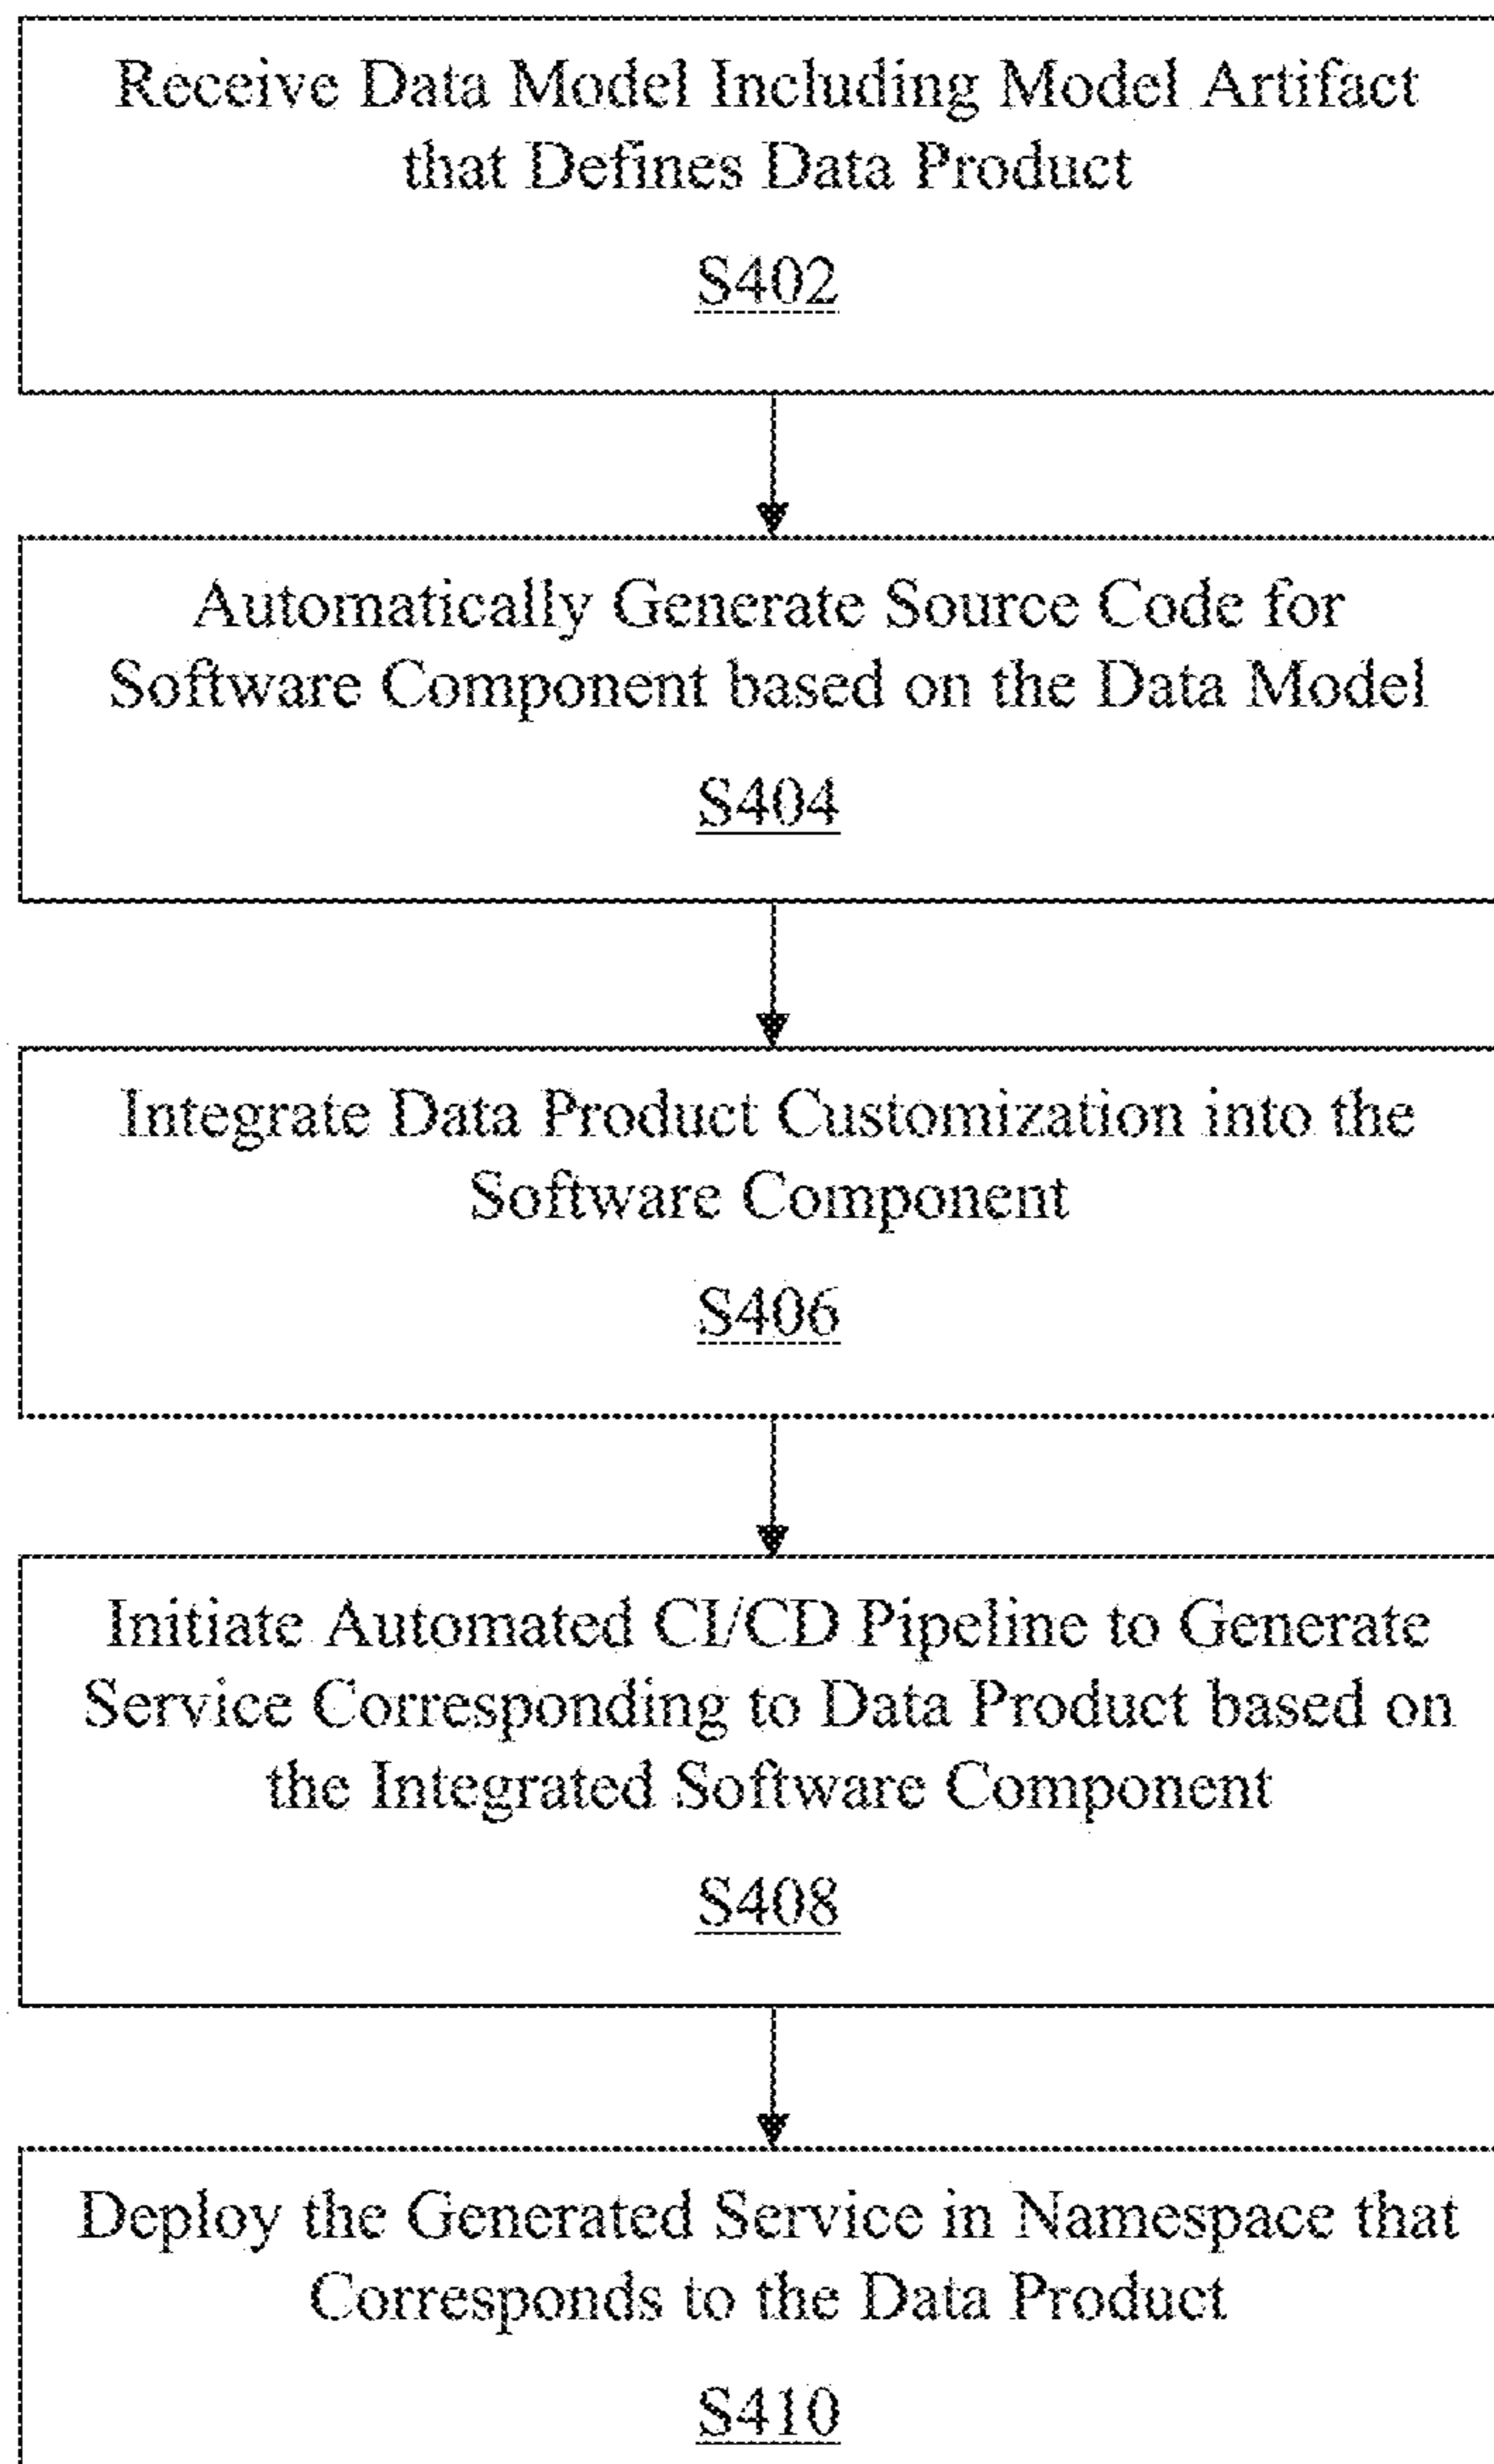 Receive Data Model Including Model Artifact
that Defines Data Product
S402
Automatically Generate Source Code for
Software Component based on the Data Model
S404
Integrate Data Product Customization into the
Software Component
S406
Initiate Automated CI/CD Pipeline to Generate
Service Corresponding to Data Product based on
the Integrated Software Component
S408
Deploy the Generated Service in Namespace that
Corresponds to the Data Product
S410